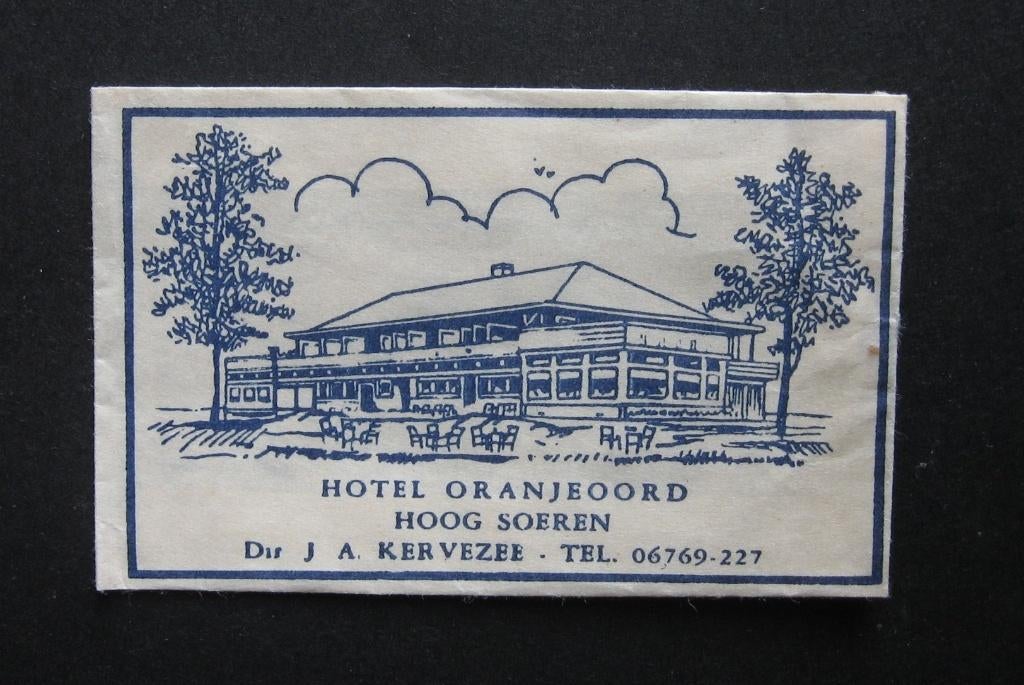 HOTEL ORANJEOORD
HOOG SOEREN
Dir J A. KERVEZEE - TEL. 06769-227